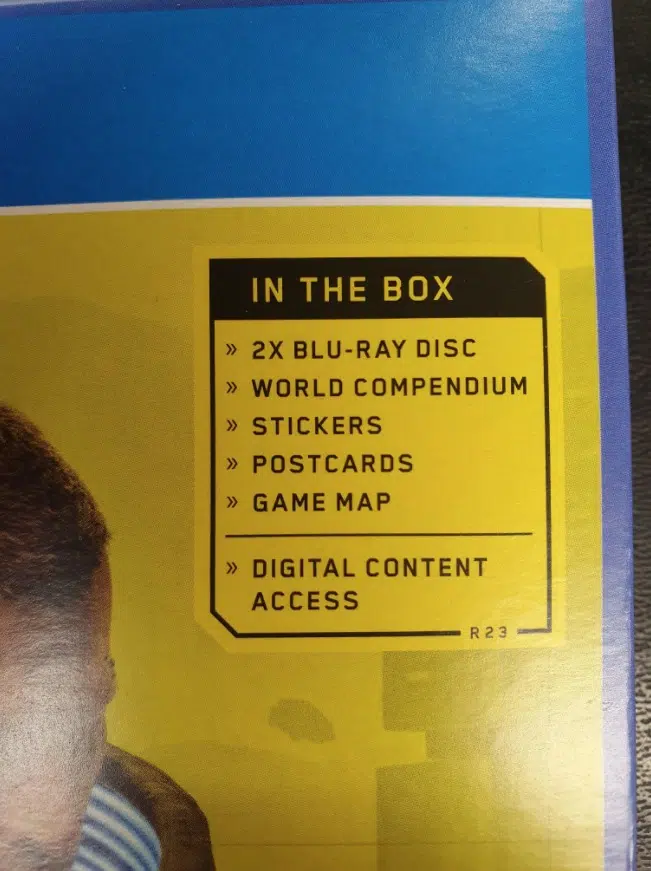 IN THE BOX
» 2X BLU-RAY DISC
» WORLD COMPENDIUM
» STICKERS
» POSTCARDS
» GAME MAP
» DIGITAL CONTENT
ACCESS
R23